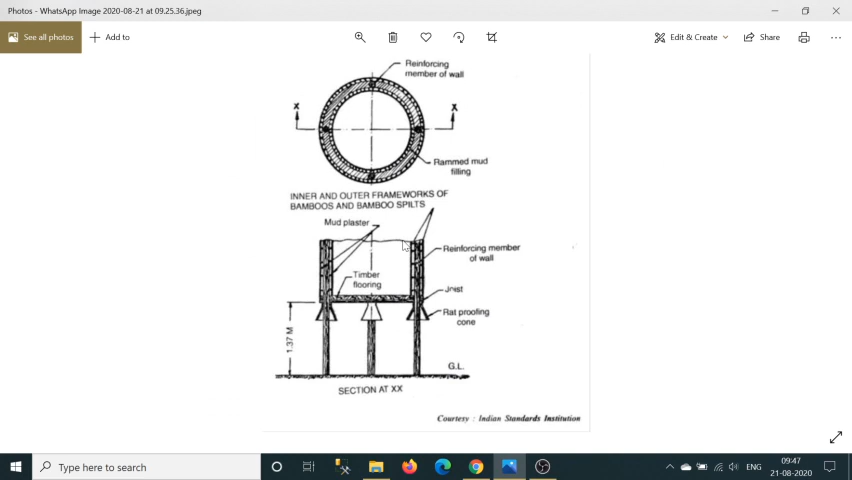 Photos - WhatsApp Image 2020-08-21 at 09.25.36.jpeg
See all photos
Add to
Edit & Create
Share
Reinforcing
member of wall
X
X
Rammed mud
filling
INNER AND OUTER FRAMEWORKS OF
BAMBOOS AND BAMBOO SPILTS
Mud plaster
Reinforcing member
of wall
Timber
flooring
Joist
Rat proofing
cone
1.37 M
G.L.
SECTION AT XX
Courtesy : Indian Standards Institution
Type here to search
ENG
09:47
21-08-2020